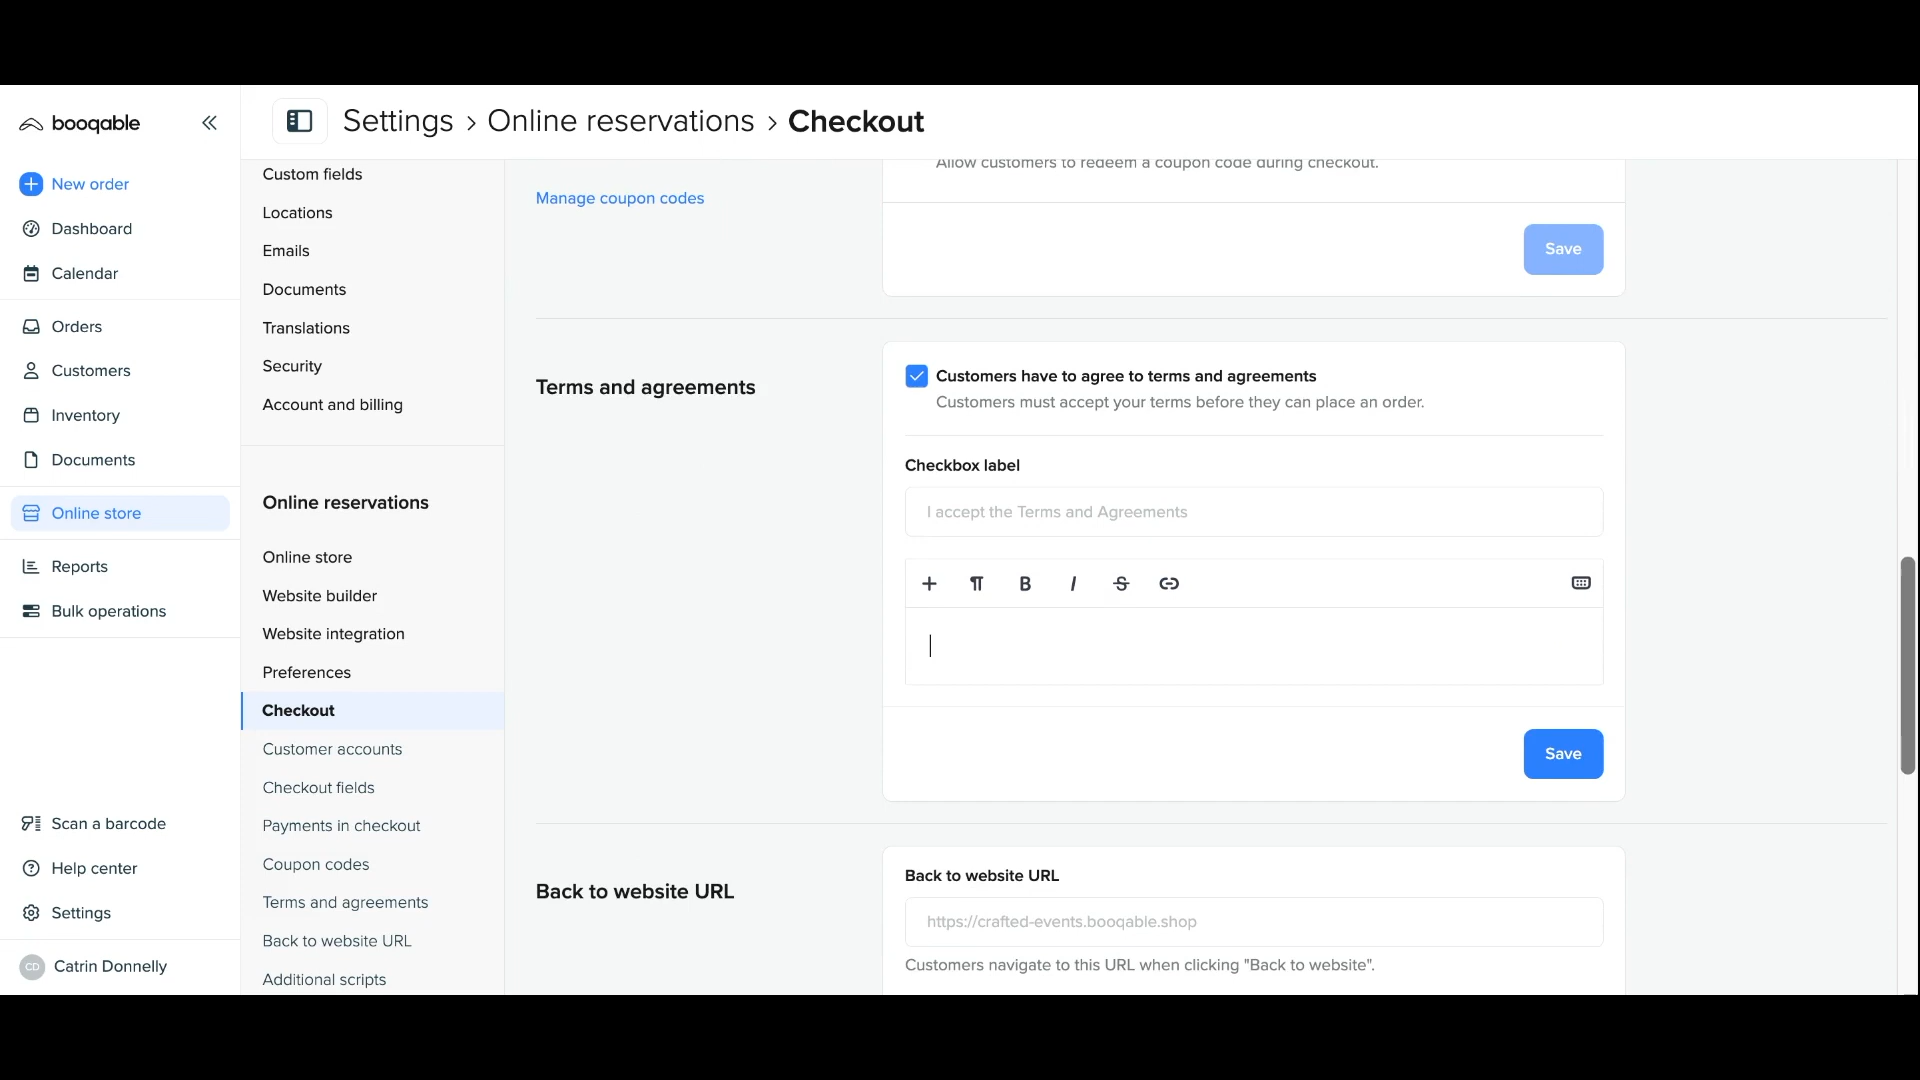 booqable
New order
Dashboard
Calendar
Orders
Customers
Inventory
Documents
Online store
Reports
Bulk operations
Scan a barcode
Help center
Settings
CD Catrin Donnelly
Settings > Online reservations > Checkout
Custom fields
Locations
Emails
Documents
Translations
Security
Account and billing
Online reservations
Online store
Website builder
Website integration
Preferences
Checkout
Customer accounts
Checkout fields
Payments in checkout
Coupon codes
Terms and agreements
Back to website URL
Additional scripts
Manage coupon codes
Allow customers to redeem a coupon code during checkout.
Save
Terms and agreements
Customers have to agree to terms and agreements
Customers must accept your terms before they can place an order.
Checkbox label
I accept the Terms and Agreements
B I S
Save
Back to website URL
Back to website URL
https://crafted-events.booqable.shop
Customers navigate to this URL when clicking "Back to website".